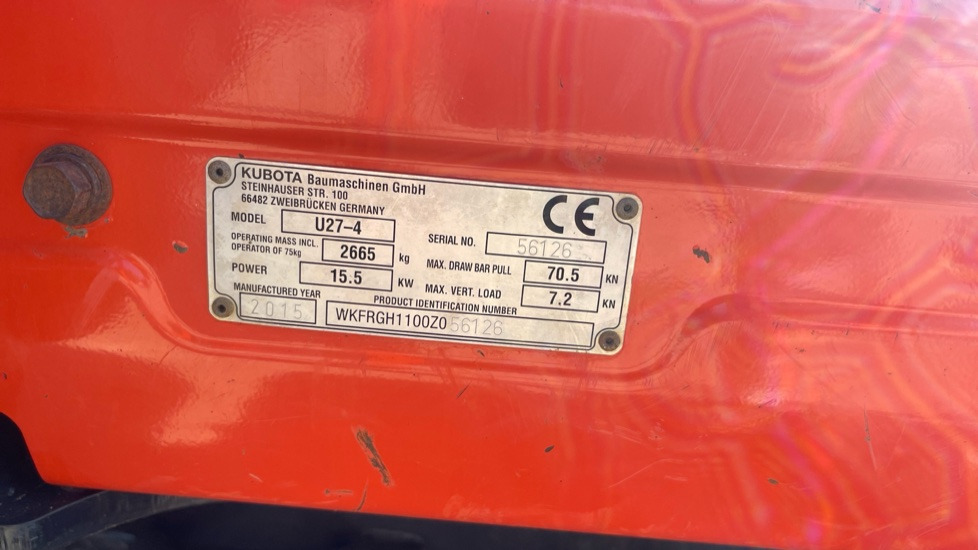 KUBOTA Baumaschinen GmbH
STEINHAUSER STR. 100
66482 ZWEIBRÜCKEN GERMANY
CE
MODEL U27-4
SERIAL NO. 56126
OPERATING MASS INCL.
OPERATOR OF 75kg 2665 kg
MAX. DRAW BAR PULL 70.5 KN
POWER 15.5 KW
MAX. VERT. LOAD 7.2 KN
MANUFACTURED YEAR 2015
PRODUCT IDENTIFICATION NUMBER
WKFRGH1100Z056126